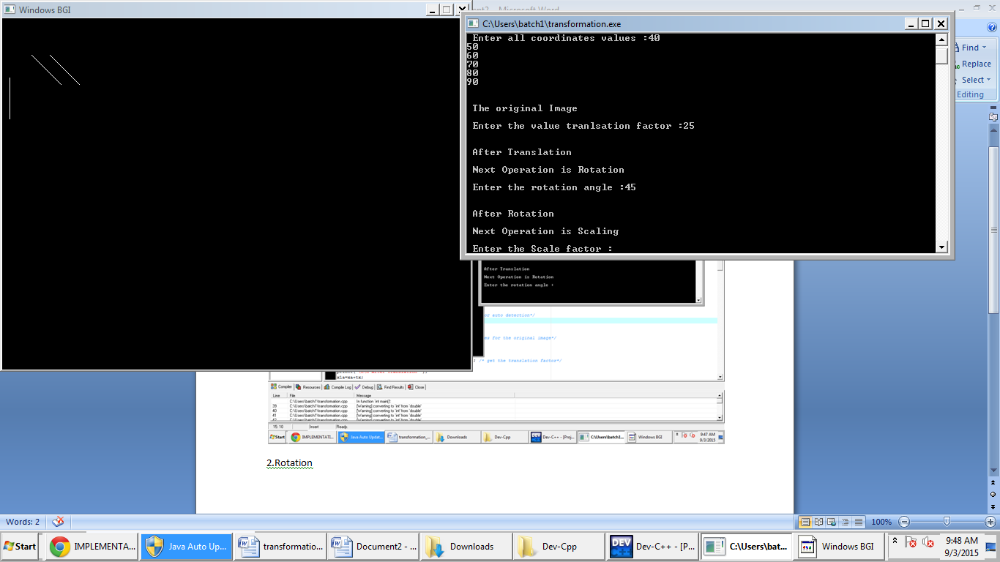 Windows BGI
ent2 - Microsoft Word
C:\Users\batch1\transformation.exe
Enter all coordinates values :40
50
60
70
80
90
The original Image
Enter the value tranlsation factor :25
After Translation
Next Operation is Rotation
Enter the rotation angle :45
After Rotation
Next Operation is Scaling
Enter the Scale factor :
Find
Replace
Select
Editing
After Translation
Next Operation is Rotation
Enter the rotation angle :
or auto detection*/
es for the original image*/
; /* get the translation factor*/
xla=xa+tx;
Compiler Resources Compile Log Debug Find Results Close
Line File Message
C:\Users\batch1\transformation.cpp In function 'int main()':
39 C:\Users\batch1\transformation.cpp [Warning] converting to 'int' from 'double'
40 C:\Users\batch1\transformation.cpp [Warning] converting to 'int' from 'double'
41 C:\Users\batch1\transformation.cpp [Warning] converting to 'int' from 'double'
C:\Users\batch1\transformation.cpp [Warning] converting to 'int' from 'double'
15: 10 Insert Ready.
Start IMPLEMENTATI... Java Auto Updat... transformation_... Downloads Dev-Cpp Dev-C++ - [Proj... C:\Users\batch1... Windows BGI 9:47 AM
9/3/2015
2.Rotation
Words: 2 100%
Start IMPLEMENTA... Java Auto Up... transformatio... Document2 - ... Downloads Dev-Cpp Dev-C++ - [P... C:\Users\bat... Windows BGI 9:48 AM
9/3/2015